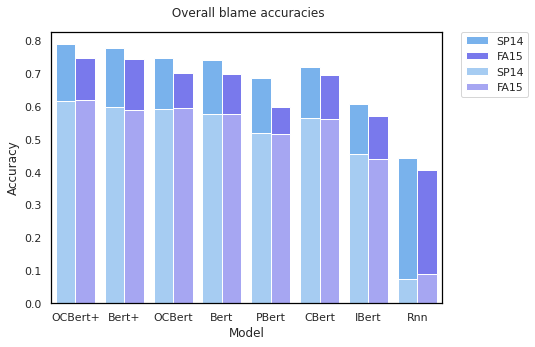 Overall blame accuracies
SP14
FA15
SP14
FA15
0.8
0.7
0.6
0.5
0.4
0.3
0.2
0.1
0.0
Accuracy
OCBert+ Bert+ OCBert Bert PBert CBert IBert Rnn
Model